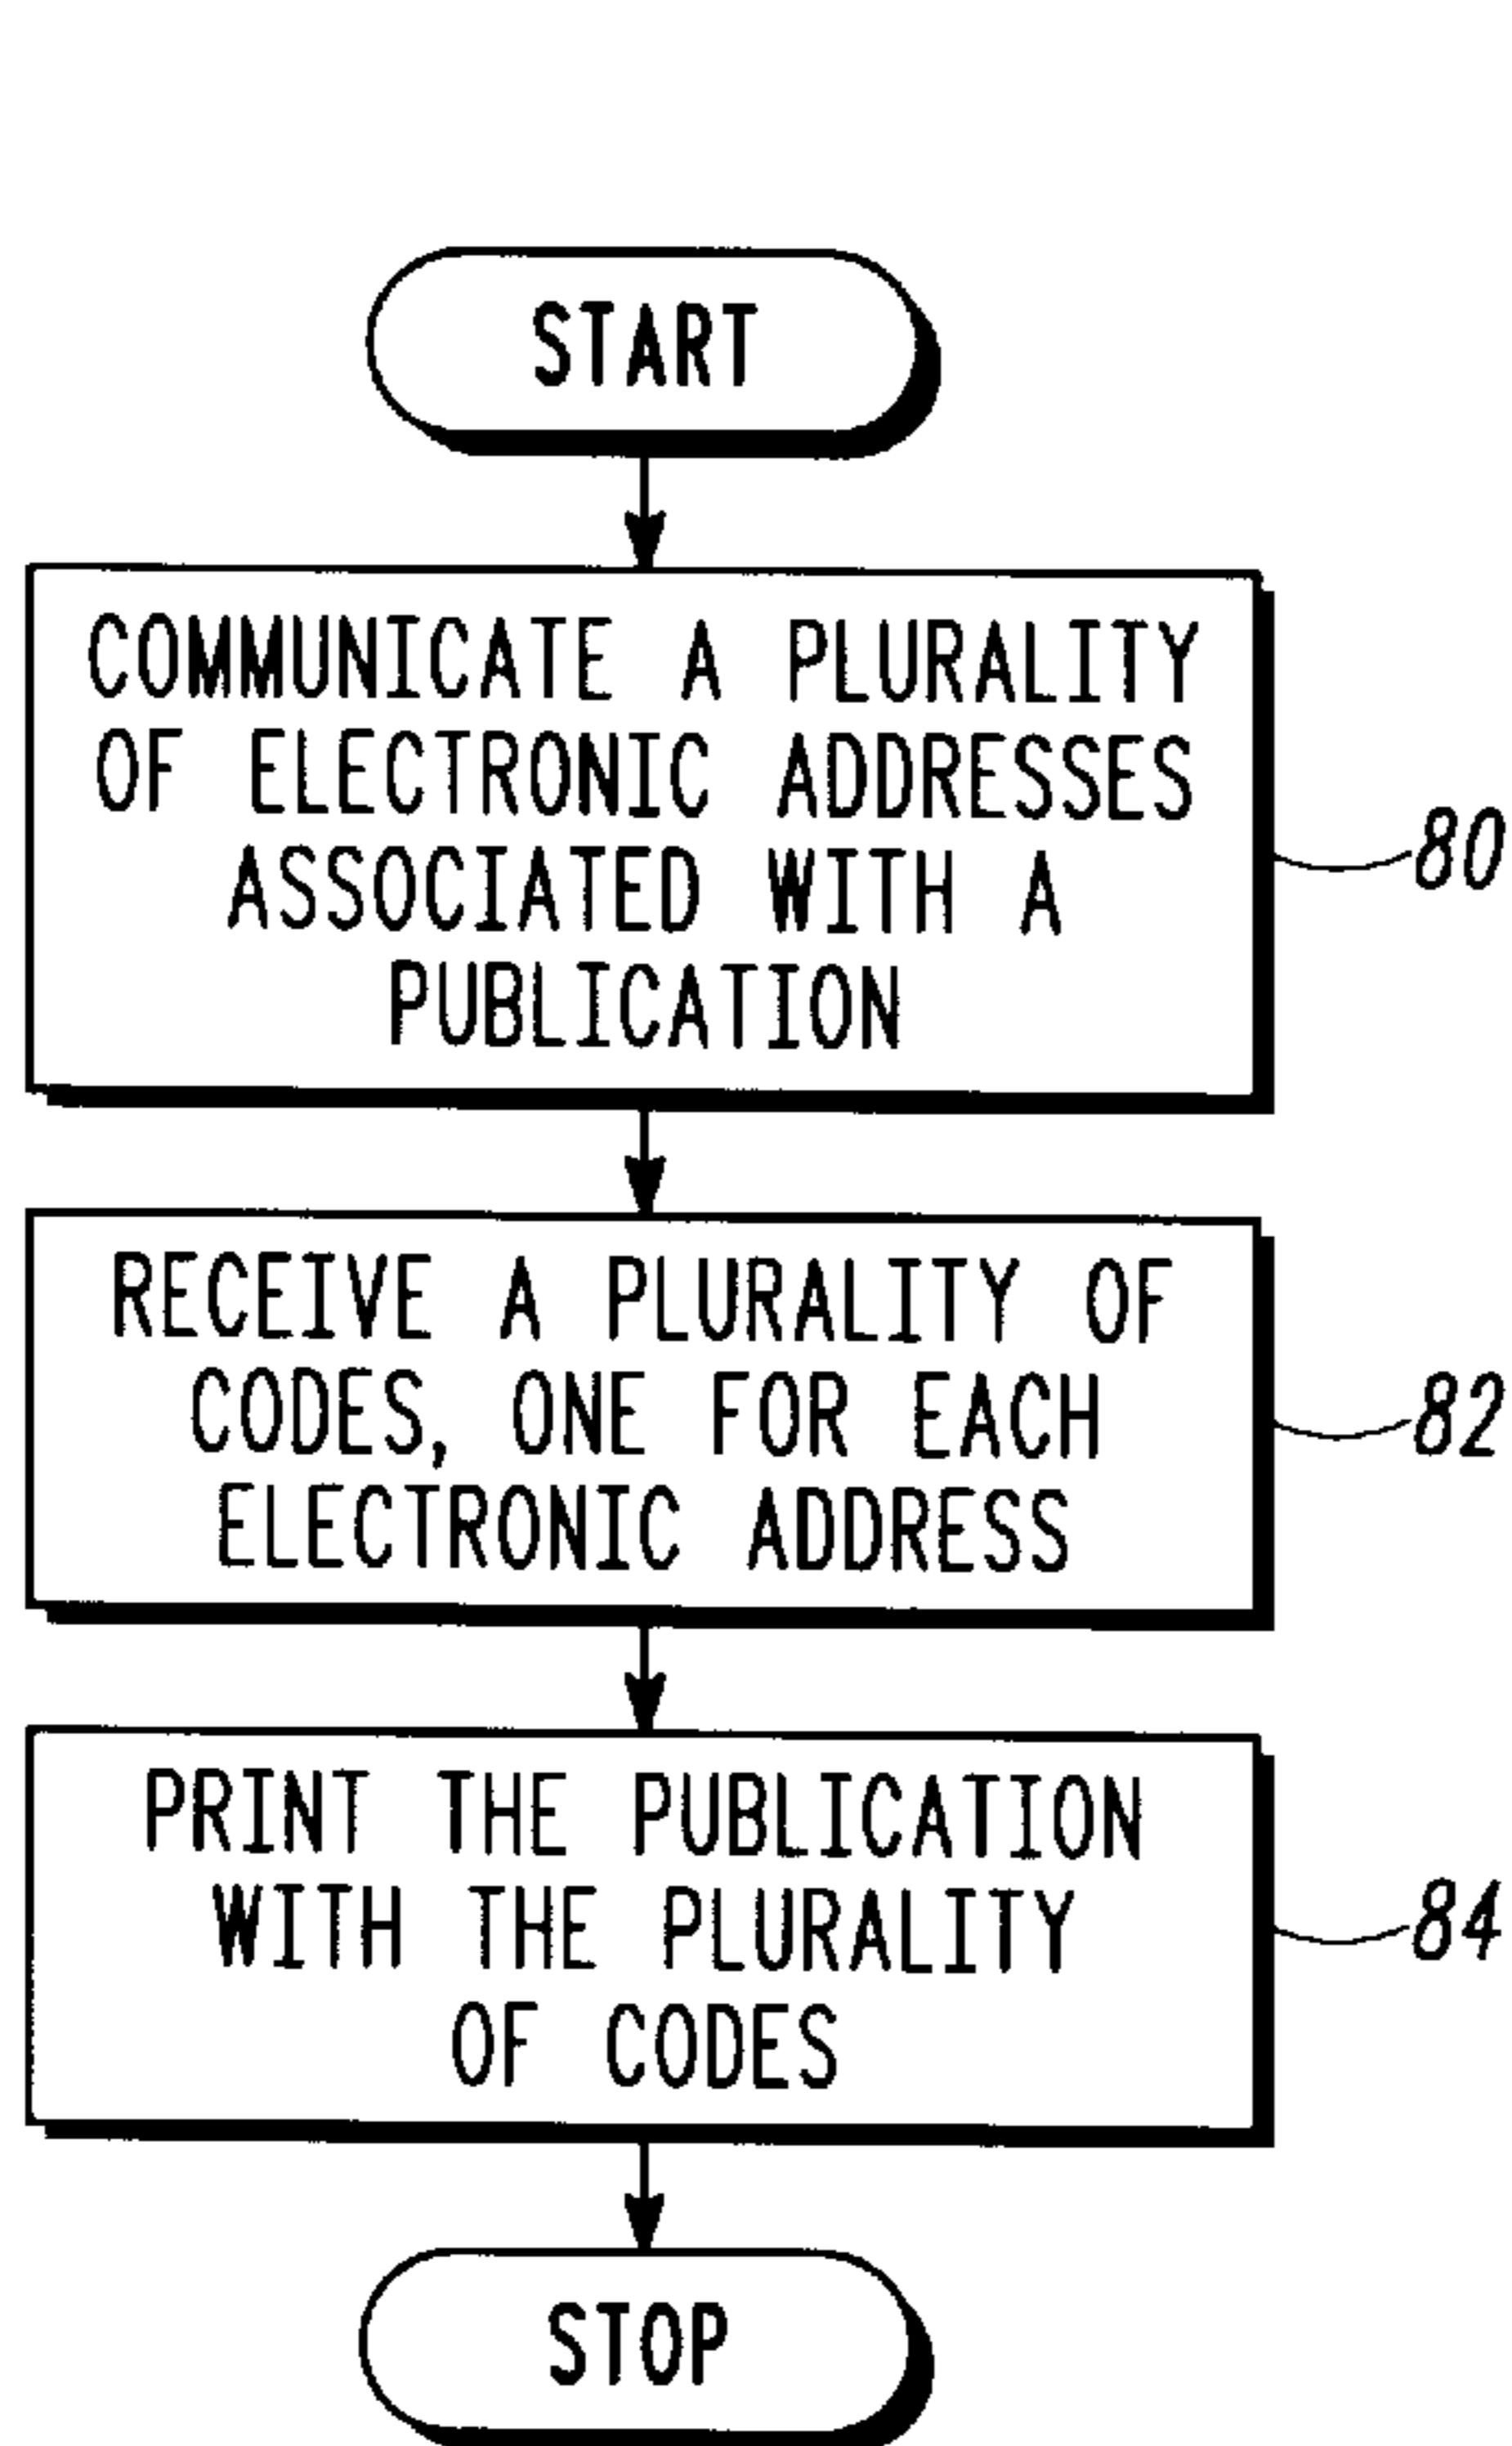 START
COMMUNICATE A PLURALITY
OF ELECTRONIC ADDRESSES
ASSOCIATED WITH A
PUBLICATION
80
RECEIVE A PLURALITY OF
CODES, ONE FOR EACH
ELECTRONIC ADDRESS
82
PRINT THE PUBLICATION
WITH THE PLURALITY
OF CODES
84
STOP